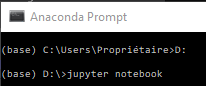 Anaconda Prompt
(base) C:\Users\Propriétaire>D:
(base) D:\>jupyter notebook